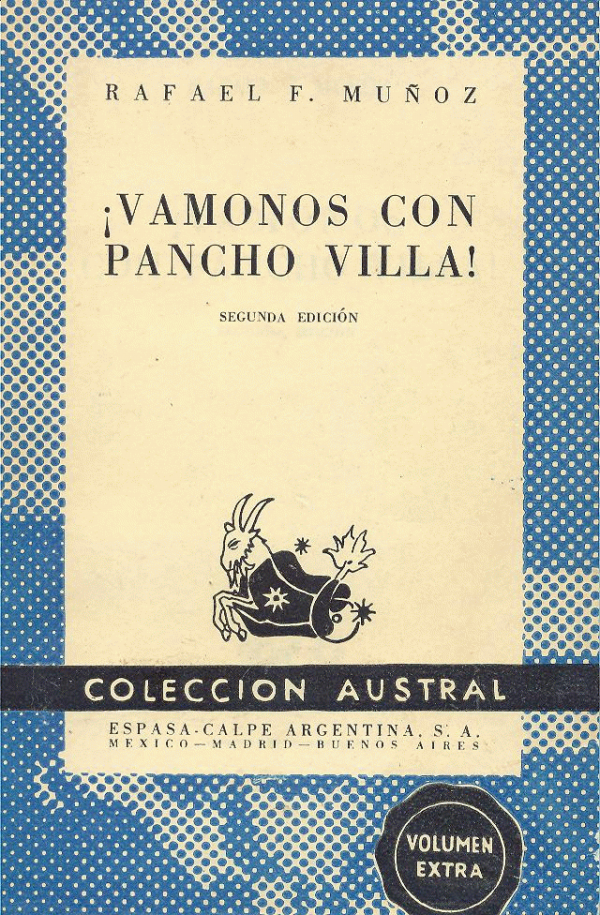 RAFAEL F. MUÑOZ
¡VAMONOS CON
PANCHO VILLA!
SEGUNDA EDICIÓN
COLECCION AUSTRAL
ESPASA-CALPE ARGENTINA, S. A.
MEXICO—MADRID—BUENOS AIRES
VOLUMEN
EXTRA